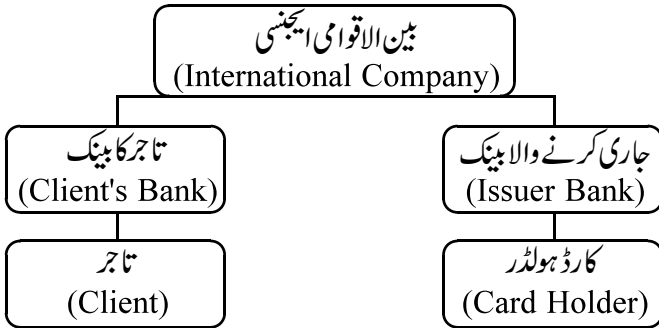 بین الاقوامی ایجنسی
(International Company)
جاری کرنے والا بینک
(Issuer Bank)
تاجر کا بینک
(Client's Bank)
کارڈ ہولڈر
(Card Holder)
تاجر
(Client)